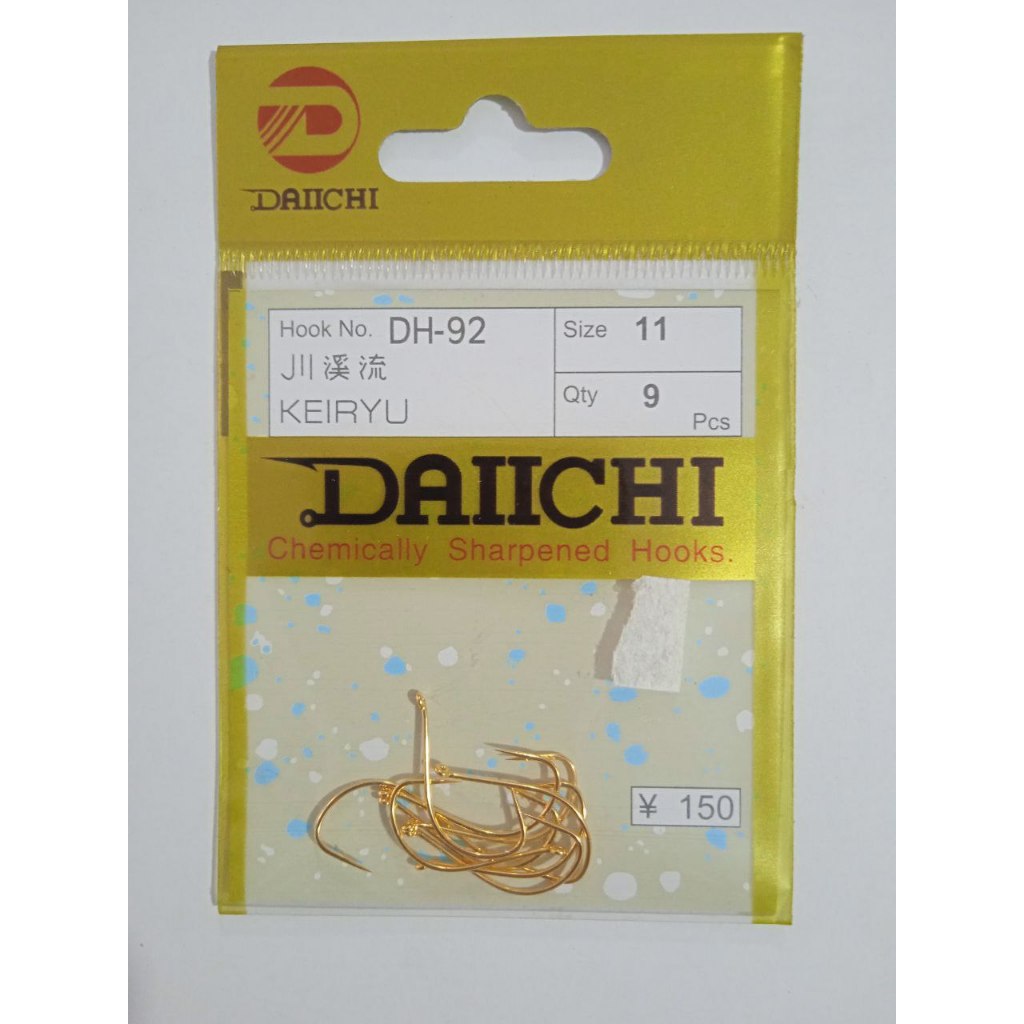 DAIICHI
Hook No. DH-92
川溪流
KEIRYU
Size 11
Qty 9 Pcs
DAIICHI
Chemically Sharpened Hooks.
¥ 150